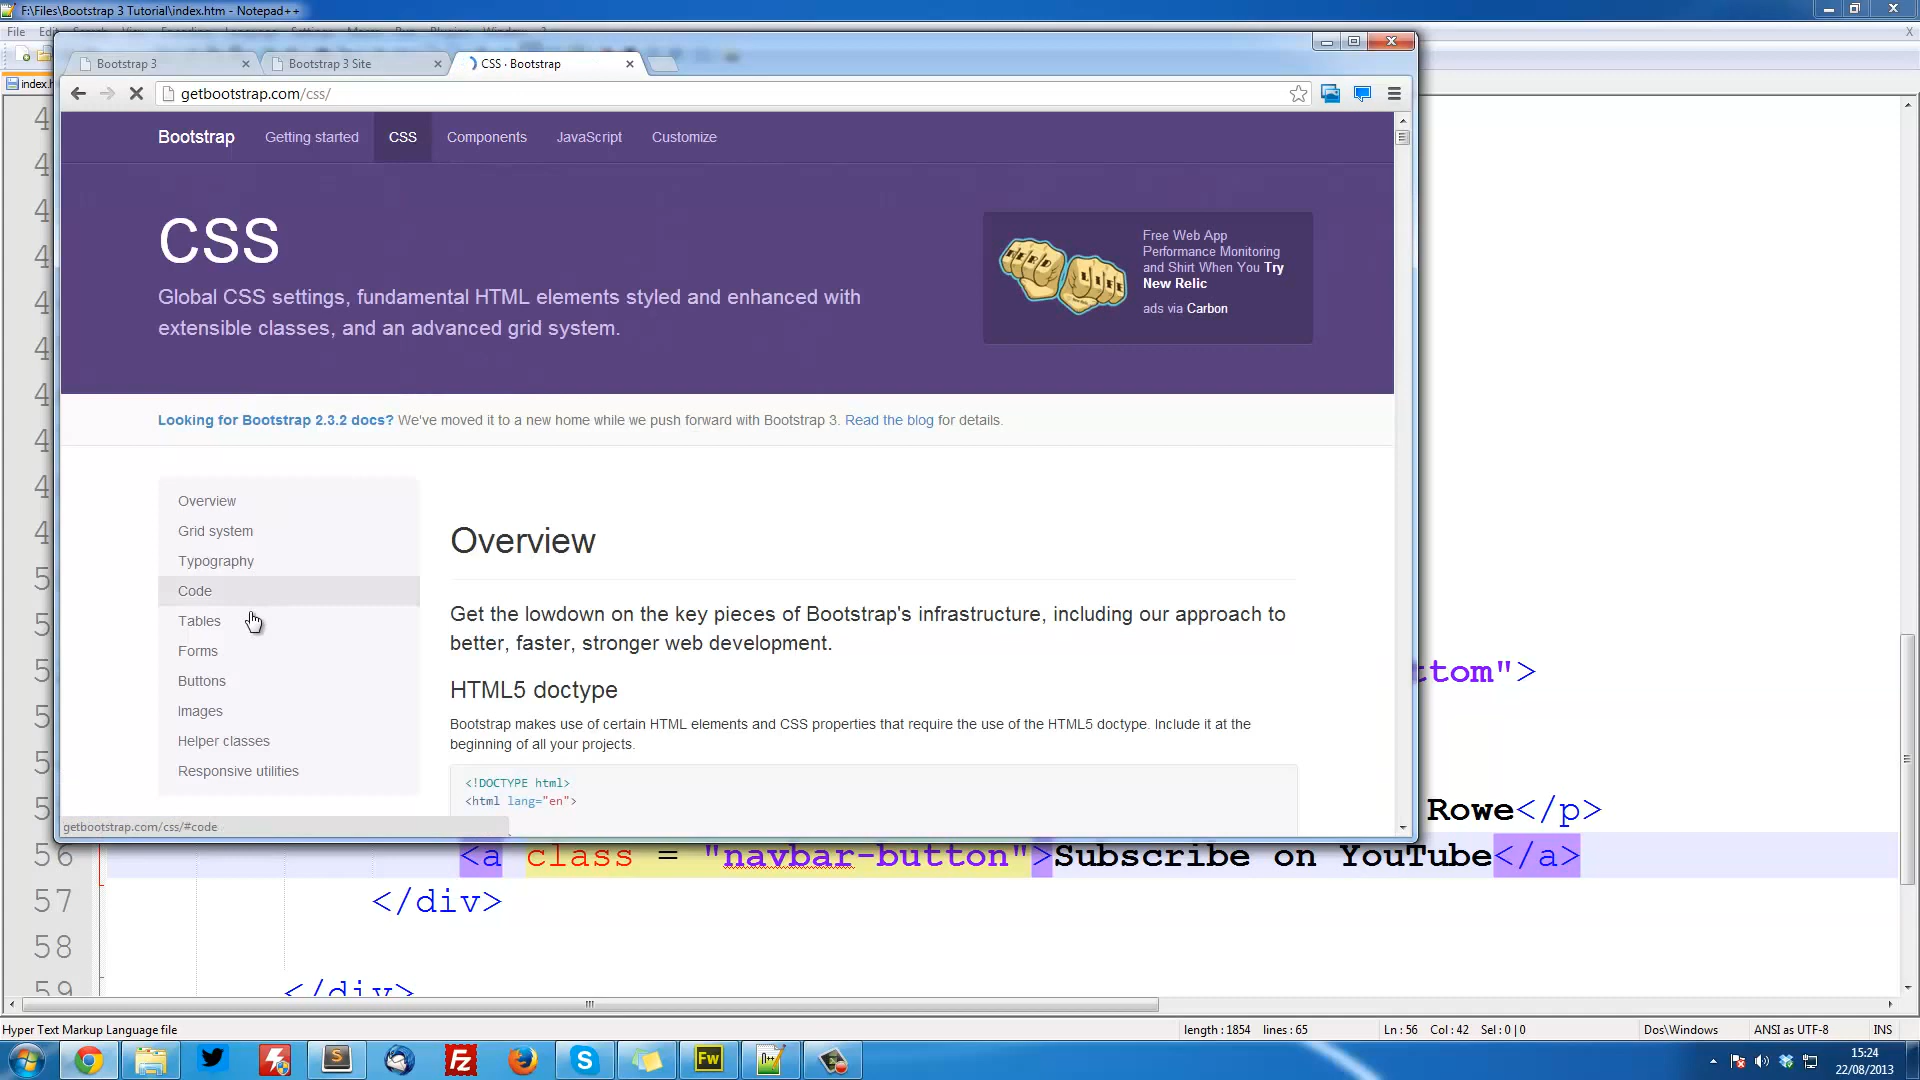 F:\Files\Bootstrap 3 Tutorial\index.htm - Notepad++
File
Bootstrap 3
Bootstrap 3 Site
CSS · Bootstrap
getbootstrap.com/css/
Bootstrap
Getting started
CSS
Components
JavaScript
Customize
CSS
Global CSS settings, fundamental HTML elements styled and enhanced with
extensible classes, and an advanced grid system.
HERD LIFE
Free Web App
Performance Monitoring
and Shirt When You Try
New Relic
ads via Carbon
Looking for Bootstrap 2.3.2 docs? We've moved it to a new home while we push forward with Bootstrap 3. Read the blog for details.
Overview
Grid system
Typography
Code
Tables
Forms
Buttons
Images
Helper classes
Responsive utilities
Overview
Get the lowdown on the key pieces of Bootstrap's infrastructure, including our approach to
better, faster, stronger web development.
HTML5 doctype
Bootstrap makes use of certain HTML elements and CSS properties that require the use of the HTML5 doctype. Include it at the
beginning of all your projects.
<!DOCTYPE html>
<html lang="en">
getbootstrap.com/css/#code
ttom">
Rowe</p>
56 <a class = "navbar-button">Subscribe on YouTube</a>
57 </div>
58
59 </div>
Hyper Text Markup Language file
length : 1854 lines : 65
Ln : 56 Col : 42 Sel : 0 | 0
Dos\Windows
ANSI as UTF-8
INS
Fw
15:24
22/08/2013